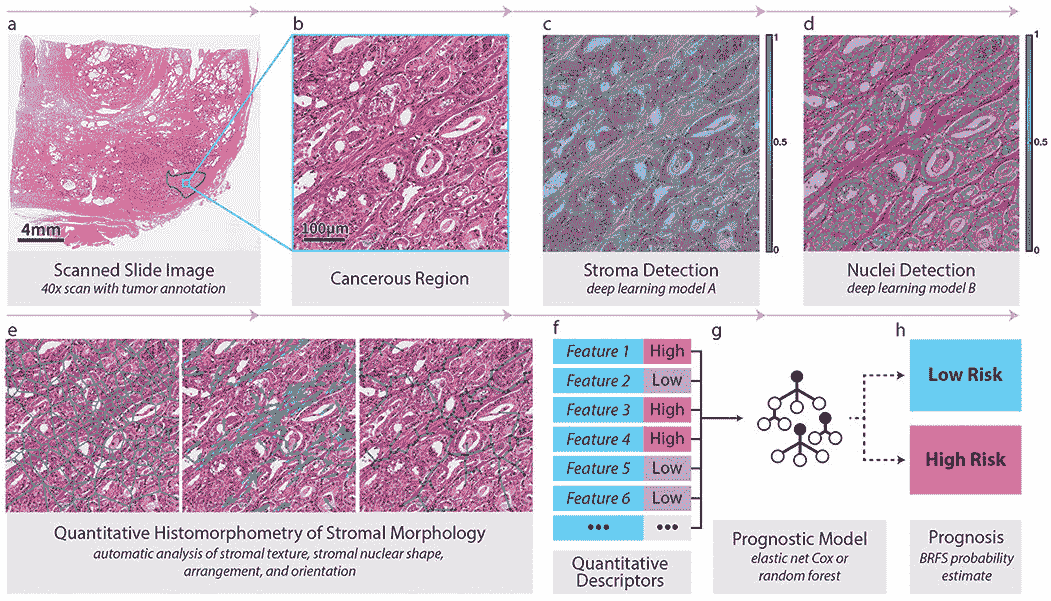 a
b
c
d
4mm
100µm
1
0.5
0
1
0.5
0
Scanned Slide Image
40x scan with tumor annotation
Cancerous Region
Stroma Detection
deep learning model A
Nuclei Detection
deep learning model B
e
f
g
h
Feature 1 High
Feature 2 Low
Feature 3 High
Feature 4 High
Feature 5 Low
Feature 6 Low
••• •••
Low Risk
High Risk
Quantitative Histomorphometry of Stromal Morphology
automatic analysis of stromal texture, stromal nuclear shape,
arrangement, and orientation
Quantitative
Descriptors
Prognostic Model
elastic net Cox or
random forest
Prognosis
BRFS probability
estimate